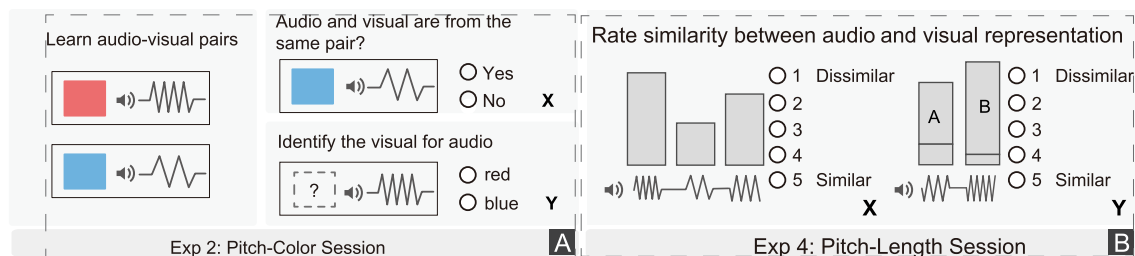 Learn audio-visual pairs
Audio and visual are from the
same pair?
Yes
No
X
Identify the visual for audio
?
red
blue
Y
Exp 2: Pitch-Color Session
A
Rate similarity between audio and visual representation
1 Dissimilar
2
3
4
5 Similar
X
A
B
1 Dissimilar
2
3
4
5 Similar
Y
Exp 4: Pitch-Length Session
B